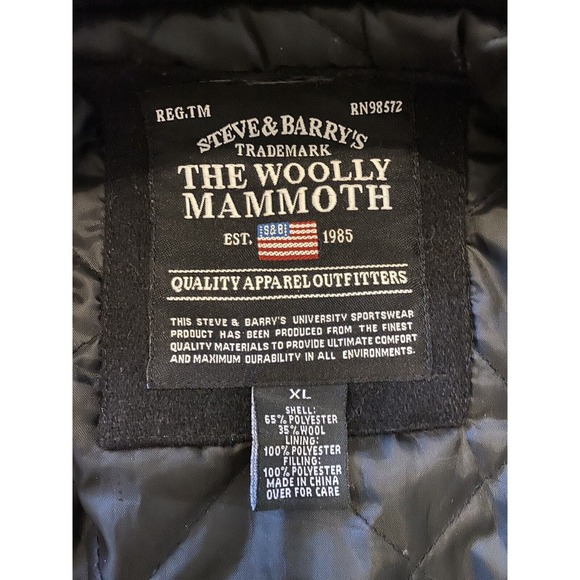 REG.TM RN98572
STEVE & BARRY'S
TRADEMARK
THE WOOLLY
MAMMOTH
EST. S&B 1985
QUALITY APPAREL OUTFITTERS
THIS STEVE & BARRY'S UNIVERSITY SPORTSWEAR
PRODUCT HAS BEEN PRODUCED FROM THE FINEST
QUALITY MATERIALS TO PROVIDE ULTIMATE COMFORT
AND MAXIMUM DURABILITY IN ALL ENVIRONMENTS.
XL
SHELL:
65% POLYESTER
35% WOOL
LINING:
100% POLYESTER
FILLING:
100% POLYESTER
MADE IN CHINA
OVER FOR CARE